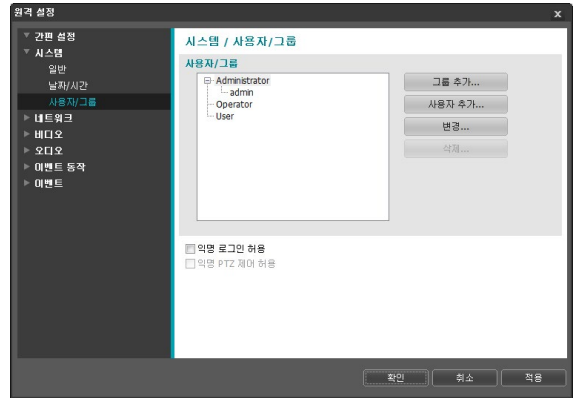 원격 설정
x
간편 설정
시스템
일반
날짜/시간
사용자/그룹
네트워크
비디오
오디오
이벤트 동작
이벤트
시스템 / 사용자/그룹
사용자/그룹
Administrator
admin
Operator
User
그룹 추가...
사용자 추가...
변경...
삭제...
익명 로그인 허용
익명 PTZ 제어 허용
확인
취소
적용